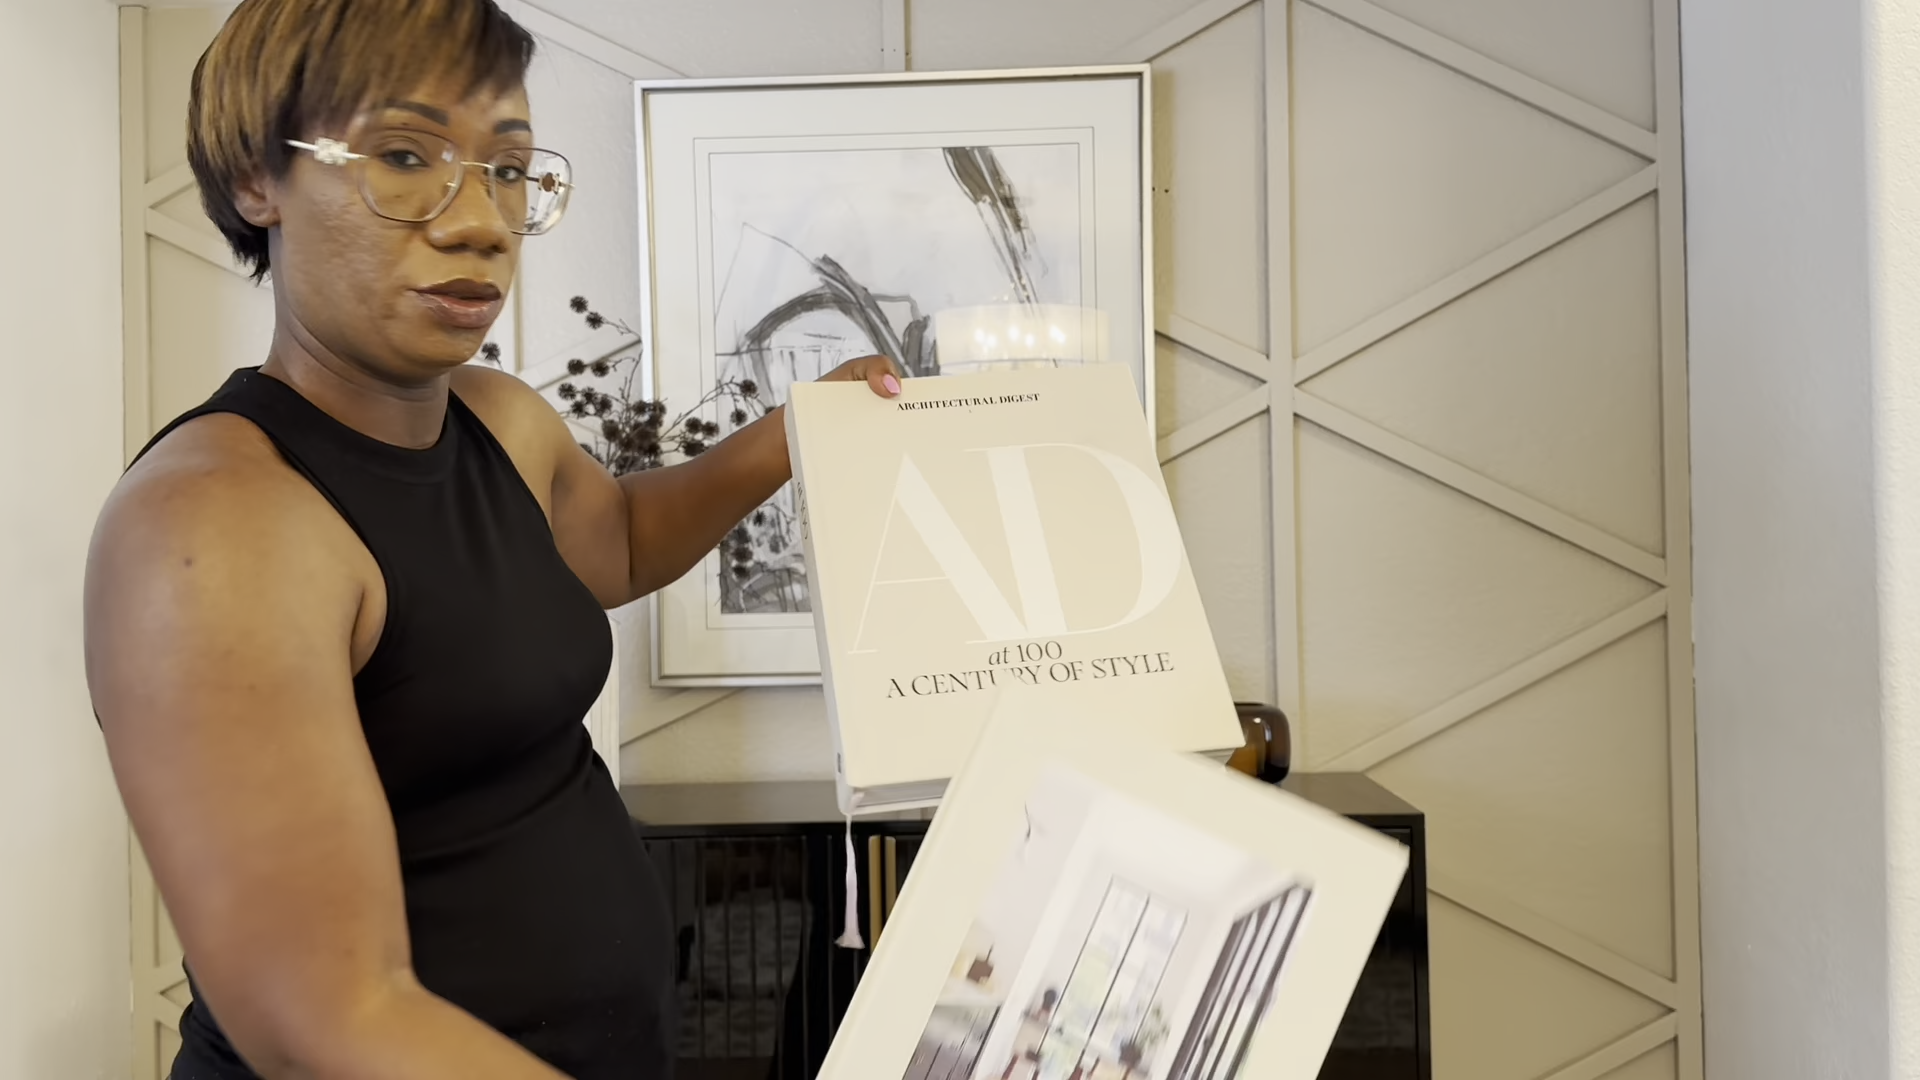 ARCHITECTURAL DIGEST
AD
at 100
A CENTURY OF STYLE